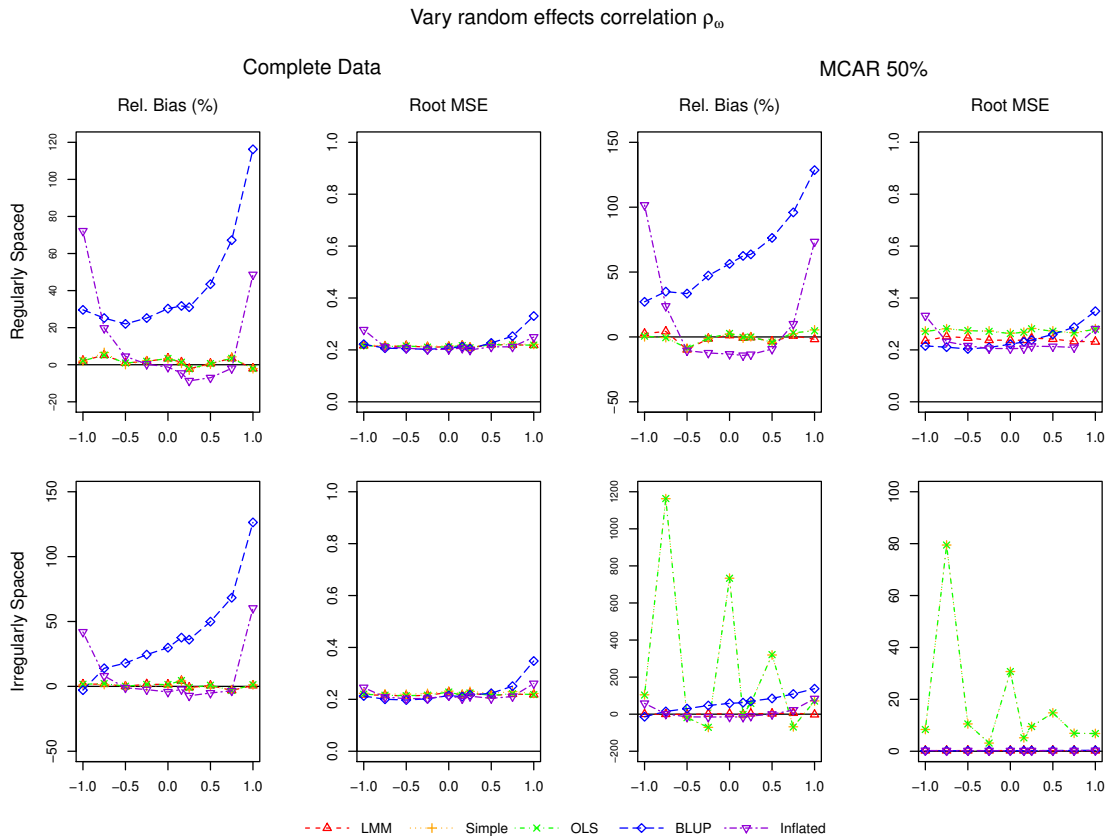 Vary random effects correlation ρω
Complete Data MCAR 50%
Rel. Bias (%) Root MSE Rel. Bias (%) Root MSE
Regularly Spaced
−20 0 20 40 60 80 100 120
−1.0 −0.5 0.0 0.5 1.0
0.0 0.2 0.4 0.6 0.8 1.0
−1.0 −0.5 0.0 0.5 1.0
−50 0 50 100 150
−1.0 −0.5 0.0 0.5 1.0
0.0 0.2 0.4 0.6 0.8 1.0
−1.0 −0.5 0.0 0.5 1.0
Irregularly Spaced
−50 0 50 100 150
−1.0 −0.5 0.0 0.5 1.0
0.0 0.2 0.4 0.6 0.8 1.0
−1.0 −0.5 0.0 0.5 1.0
−200 0 200 400 600 800 1000 1200
−1.0 −0.5 0.0 0.5 1.0
0 20 40 60 80 100
−1.0 −0.5 0.0 0.5 1.0
LMM Simple OLS BLUP Inflated